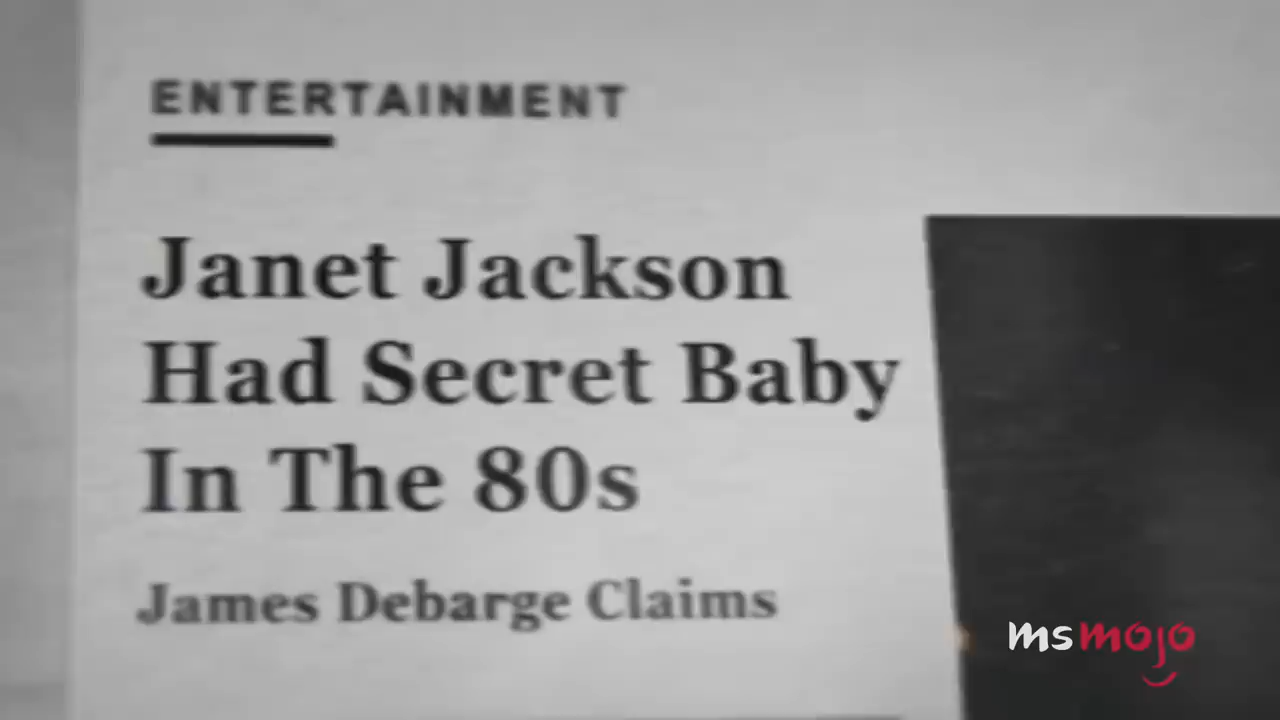 ENTERTAINMENT
Janet Jackson
Had Secret Baby
In The 80s
James Debarge Claims
msmojo